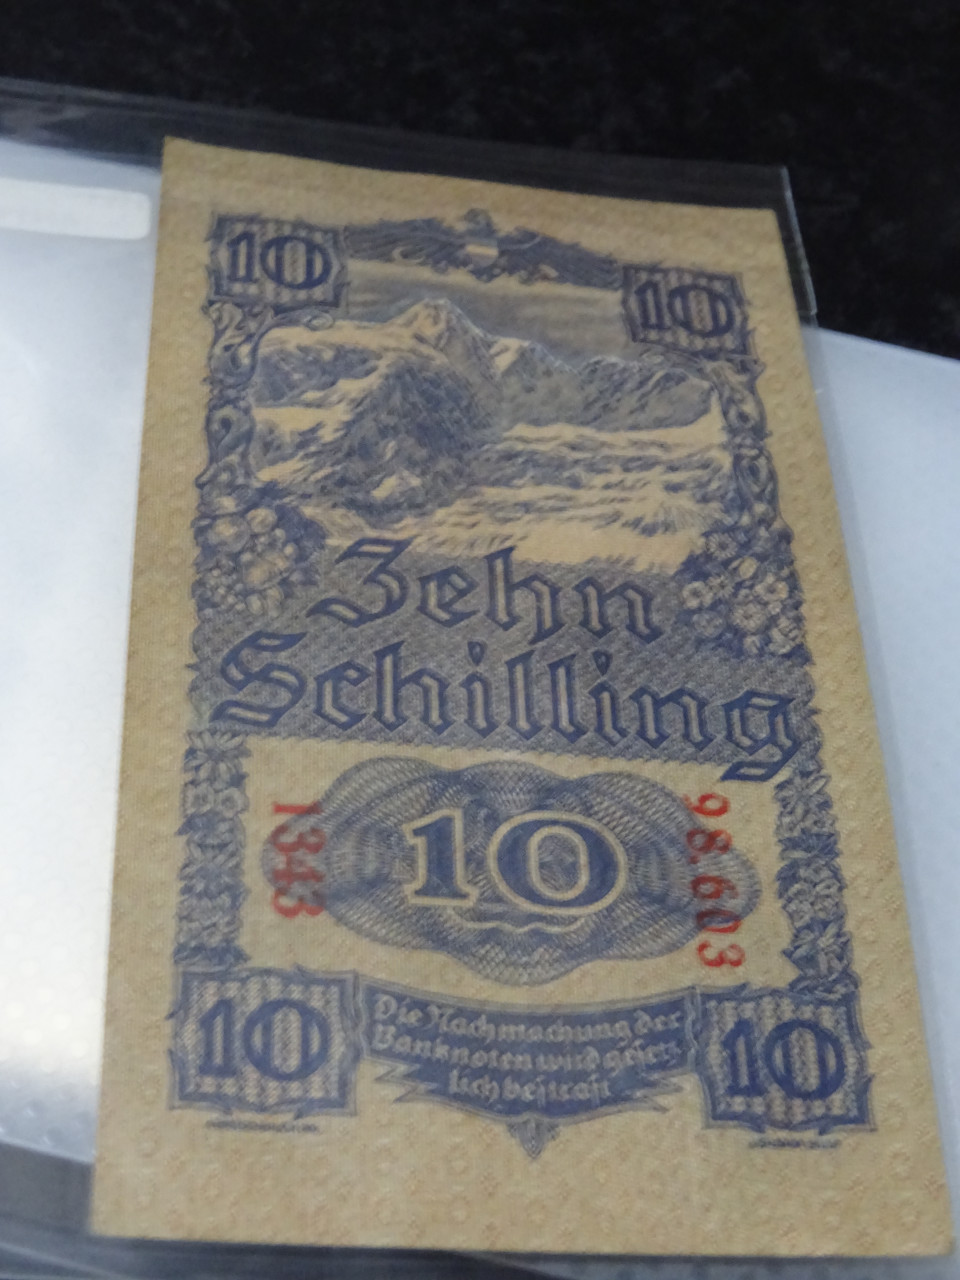 10
10
Zehn
Schilling
1343
10
98.603
10
Die Nachmachung der
Banknoten wird gesetz-
lich bestraft
10